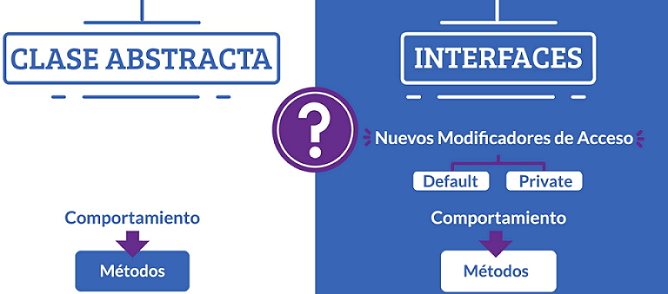 CLASE ABSTRACTA
Comportamiento
Métodos
?
INTERFACES
Nuevos Modificadores de Acceso
Default
Private
Comportamiento
Métodos